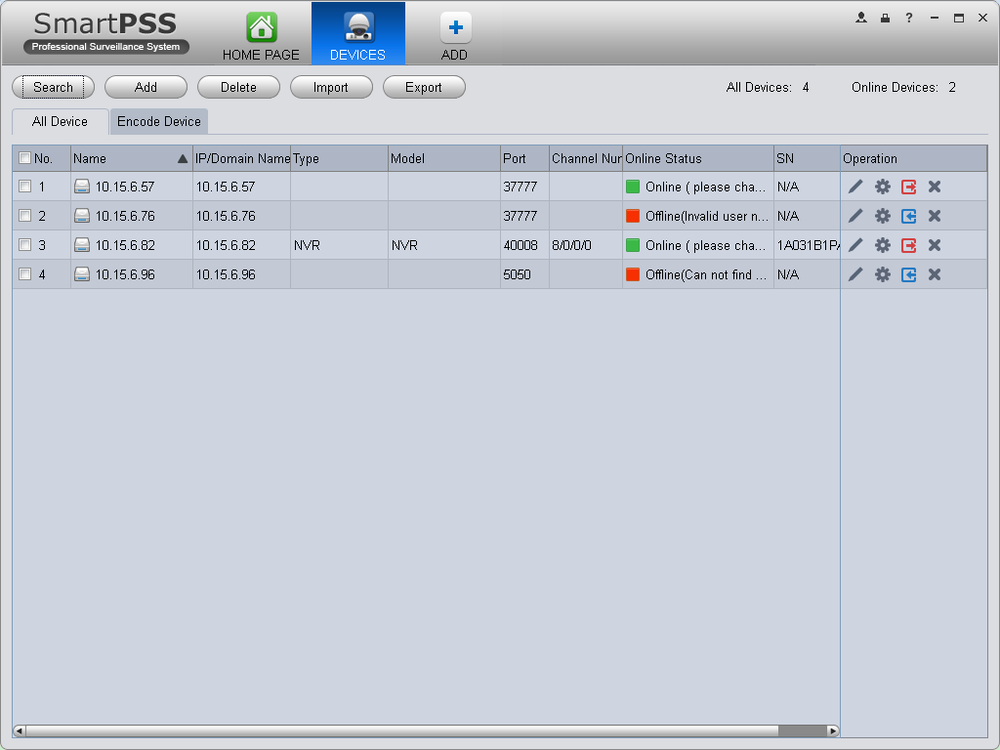 SmartPSS
Professional Surveillance System
HOME PAGE
DEVICES
ADD
?
Search
Add
Delete
Import
Export
All Devices: 4
Online Devices: 2
All Device
Encode Device
No. Name IP/Domain Name Type Model Port Channel Nur Online Status SN Operation
1 10.15.6.57 10.15.6.57 37777 Online ( please cha... N/A
2 10.15.6.76 10.15.6.76 37777 Offline(Invalid user n... N/A
3 10.15.6.82 10.15.6.82 NVR NVR 40008 8/0/0/0 Online ( please cha... 1A031B1PA
4 10.15.6.96 10.15.6.96 5050 Offline(Can not find ... N/A